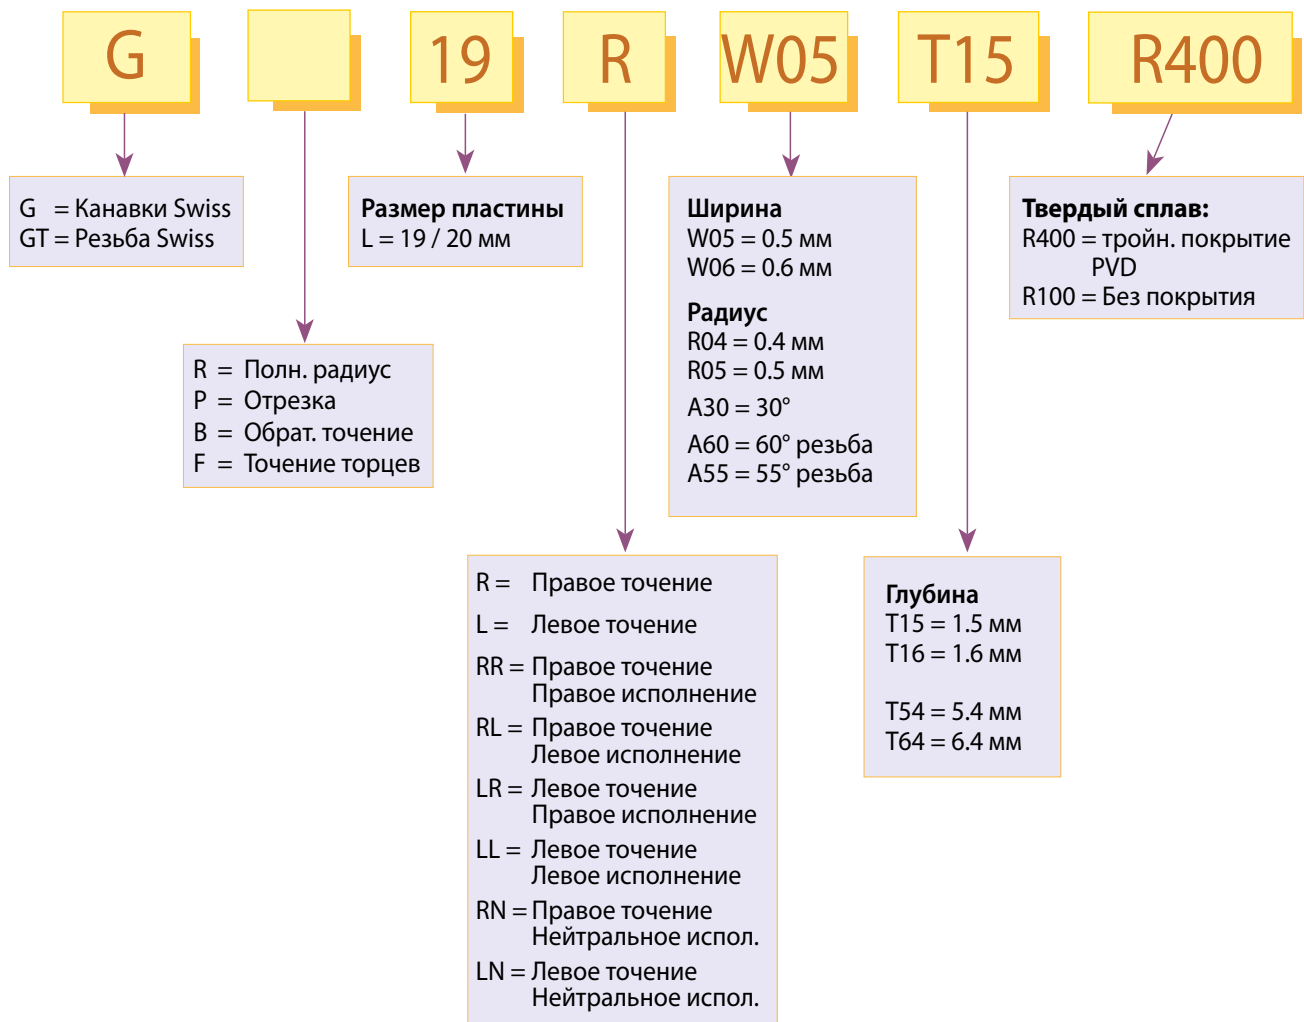 G 19 R W05 T15 R400
G = Канавки Swiss
GT = Резьба Swiss
Размер пластины
L = 19 / 20 мм
Ширина
W05 = 0.5 мм
W06 = 0.6 мм
Радиус
R04 = 0.4 мм
R05 = 0.5 мм
A30 = 30°
A60 = 60° резьба
A55 = 55° резьба
Твердый сплав:
R400 = тройн. покрытие
PVD
R100 = Без покрытия
R = Полн. радиус
P = Отрезка
B = Обрат. точение
F = Точение торцев
R = Правое точение
L = Левое точение
RR = Правое точение
Правое исполнение
RL = Правое точение
Левое исполнение
LR = Левое точение
Правое исполнение
LL = Левое точение
Левое исполнение
RN = Правое точение
Нейтральное испол.
LN = Левое точение
Нейтральное испол.
Глубина
T15 = 1.5 мм
T16 = 1.6 мм
T54 = 5.4 мм
T64 = 6.4 мм